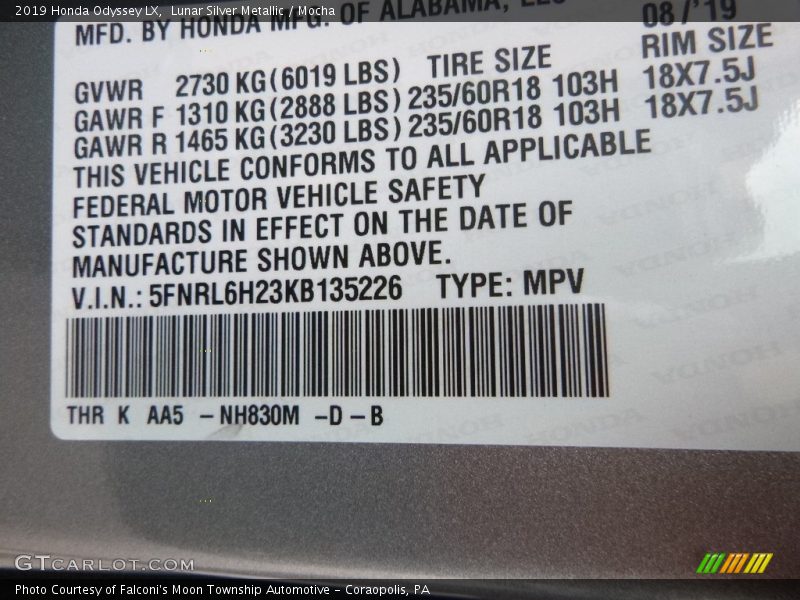 2019 Honda Odyssey LX,  Lunar Silver Metallic / Mocha
MFD. BY HONDA MFG. OF ALABAMA, LLC 08/'19
TIRE SIZE RIM SIZE
GVWR 2730 KG(6019 LBS)
GAWR F 1310 KG(2888 LBS) 235/60R18 103H 18X7.5J
GAWR R 1465 KG(3230 LBS) 235/60R18 103H 18X7.5J
THIS VEHICLE CONFORMS TO ALL APPLICABLE
FEDERAL MOTOR VEHICLE SAFETY
STANDARDS IN EFFECT ON THE DATE OF
MANUFACTURE SHOWN ABOVE.
V.I.N.: 5FNRL6H23KB135226 TYPE: MPV
THR K AA5 -NH830M -D-B
GTCARLOT.COM
Photo Courtesy of Falconi's Moon Township Automotive - Coraopolis, PA